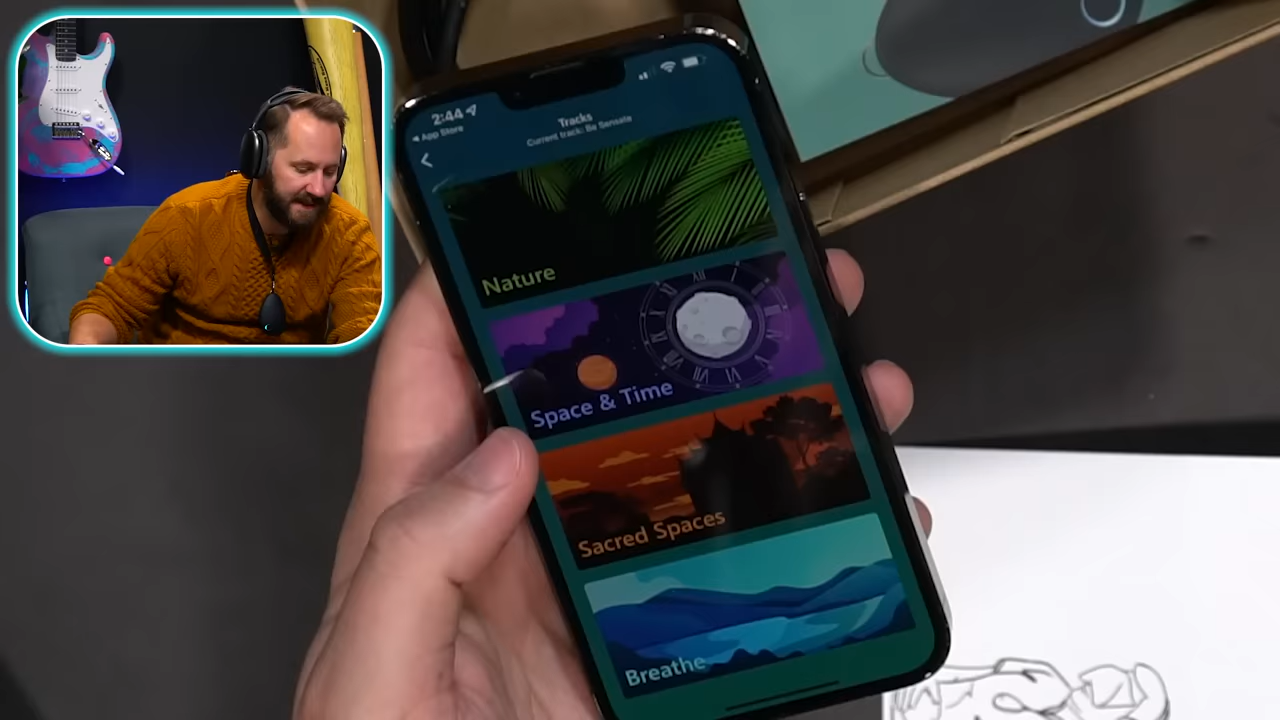 2:44
App Store
Tracks
Current track: Be Sensate
Nature
Space & Time
Sacred Spaces
Breathe